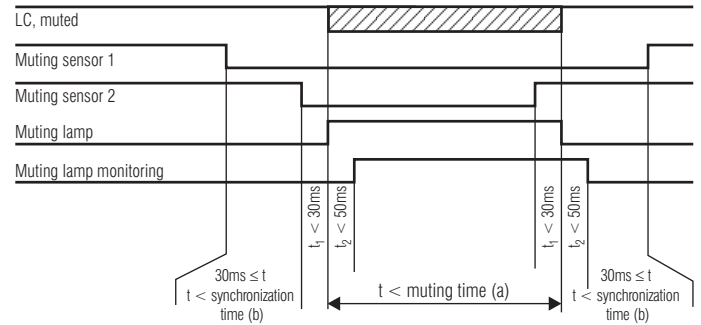 LC, muted
Muting sensor 1
Muting sensor 2
Muting lamp
Muting lamp monitoring
t₁ < 30ms
t₂ < 50ms
t₁ < 30ms
t₂ < 50ms
30ms ≤ t
t < synchronization
time (b)
t < muting time (a)
30ms ≤ t
t < synchronization
time (b)